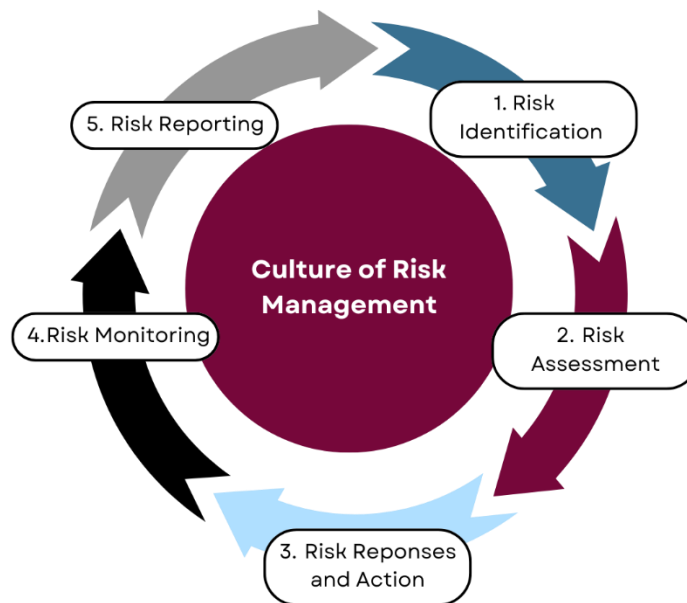 1. Risk
Identification
5. Risk Reporting
Culture of Risk
Management
4.Risk Monitoring
2. Risk
Assessment
3. Risk Reponses
and Action